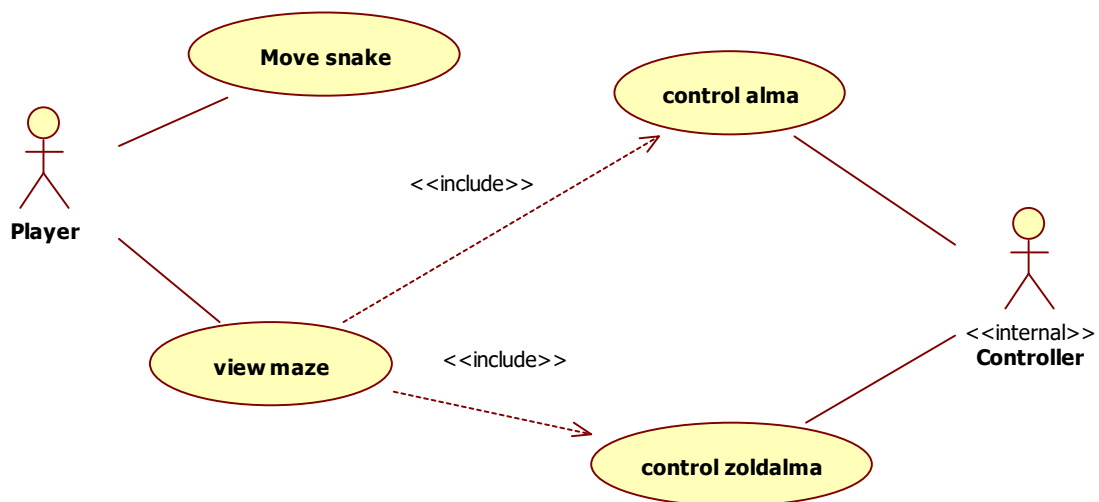 Move snake
control alma
<<include>>
Player
<<internal>>
Controller
view maze
<<include>>
control zoldalma